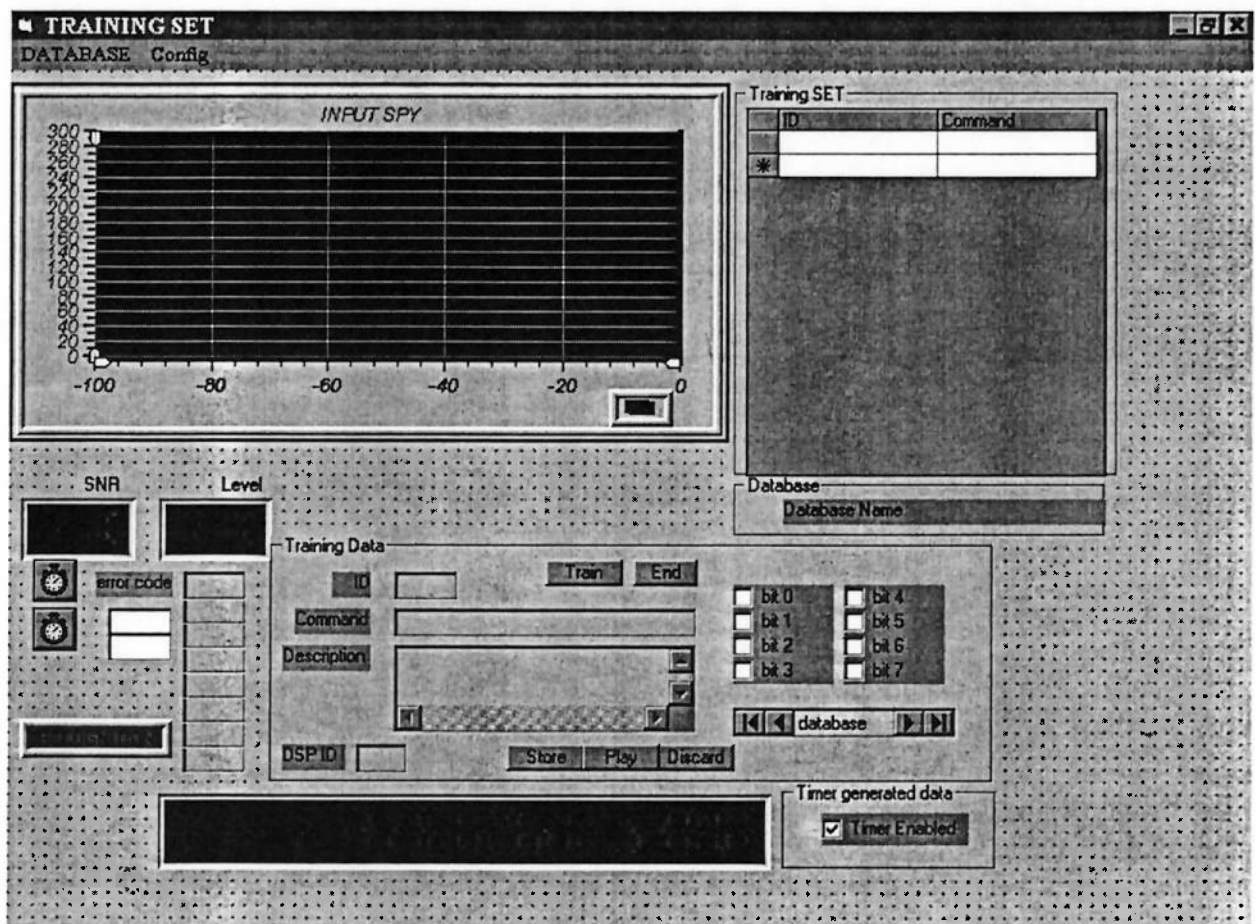 TRAINING SET
DATABASE Config
INPUT SPY
300
280
260
240
220
200
180
160
140
120
100
80
60
40
20
0
-100 -80 -60 -40 -20 0
Training SET
ID Command
Database
Database Name
SNR Level
error code
Training Data
ID
Train End
Command
Description
DSP ID
Store Play Discard
bit 0 bit 4
bit 1 bit 5
bit 2 bit 6
bit 3 bit 7
database
Timer generated data
Timer Enabled